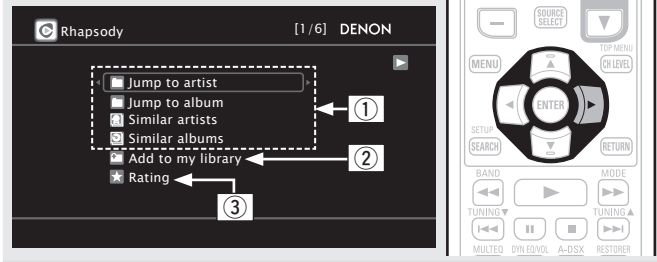 Rhapsody [1/6] DENON
Jump to artist
Jump to album
Similar artists
Similar albums
Add to my library
Rating
①
②
③
SOURCE
SELECT
TOP MENU
MENU
CH LEVEL
ENTER
SETUP
SEARCH
RETURN
BAND
MODE
TUNING▼
TUNING▲
MULTEQ DYN EQ/VOL A-DSX RESTORER